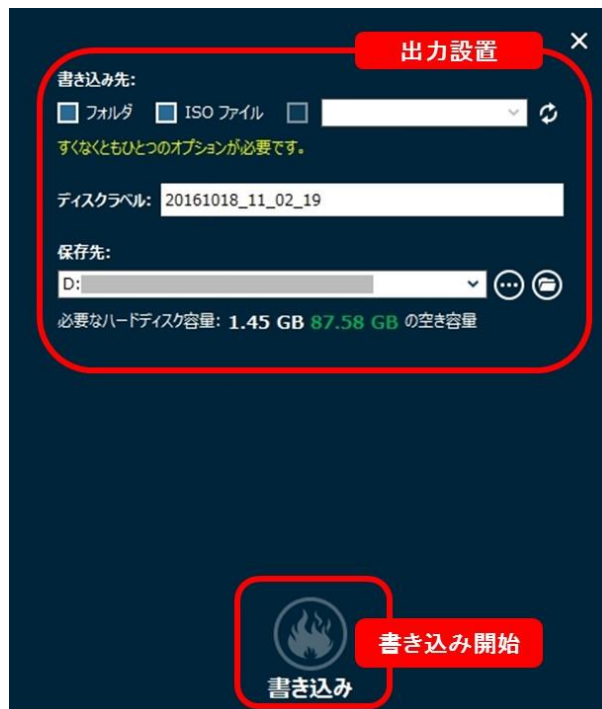 出力設置
書き込み先:
フォルダ ISO ファイル
すくなくともひとつのオプションが必要です。
ディスクラベル: 20161018_11_02_19
保存先:
D:
必要なハードディスク容量: 1.45 GB 87.58 GB の空き容量
書き込み開始
書き込み